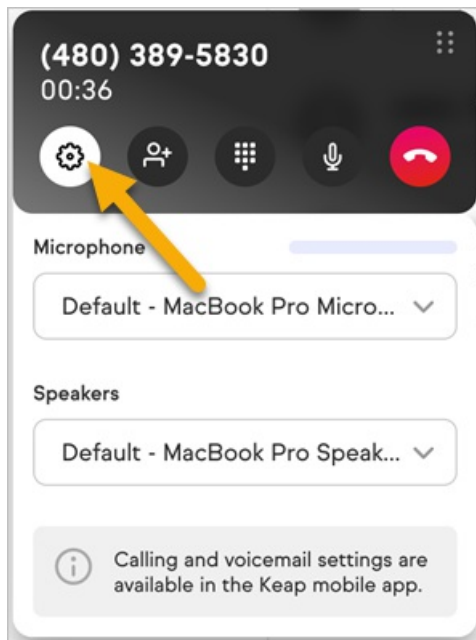 (480) 389-5830
00:36
Microphone
Default - MacBook Pro Micro...
Speakers
Default - MacBook Pro Speak...
Calling and voicemail settings are
available in the Keap mobile app.